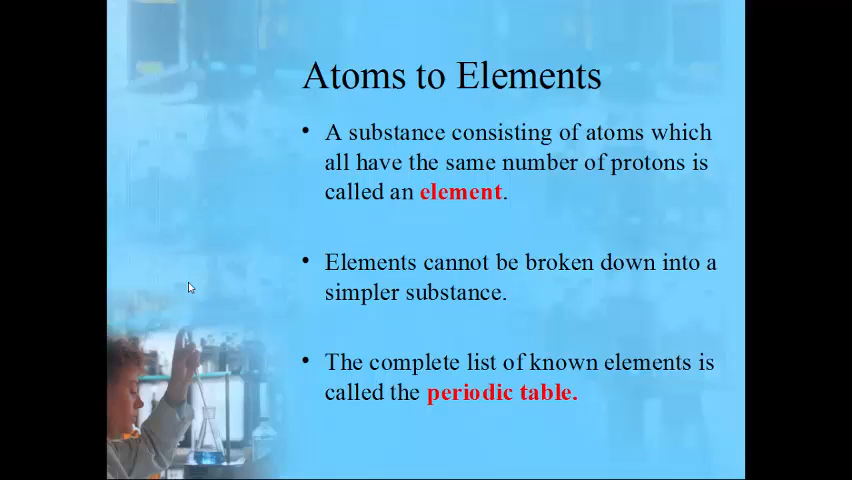 Atoms to Elements
• A substance consisting of atoms which
all have the same number of protons is
called an element.
• Elements cannot be broken down into a
simpler substance.
• The complete list of known elements is
called the periodic table.